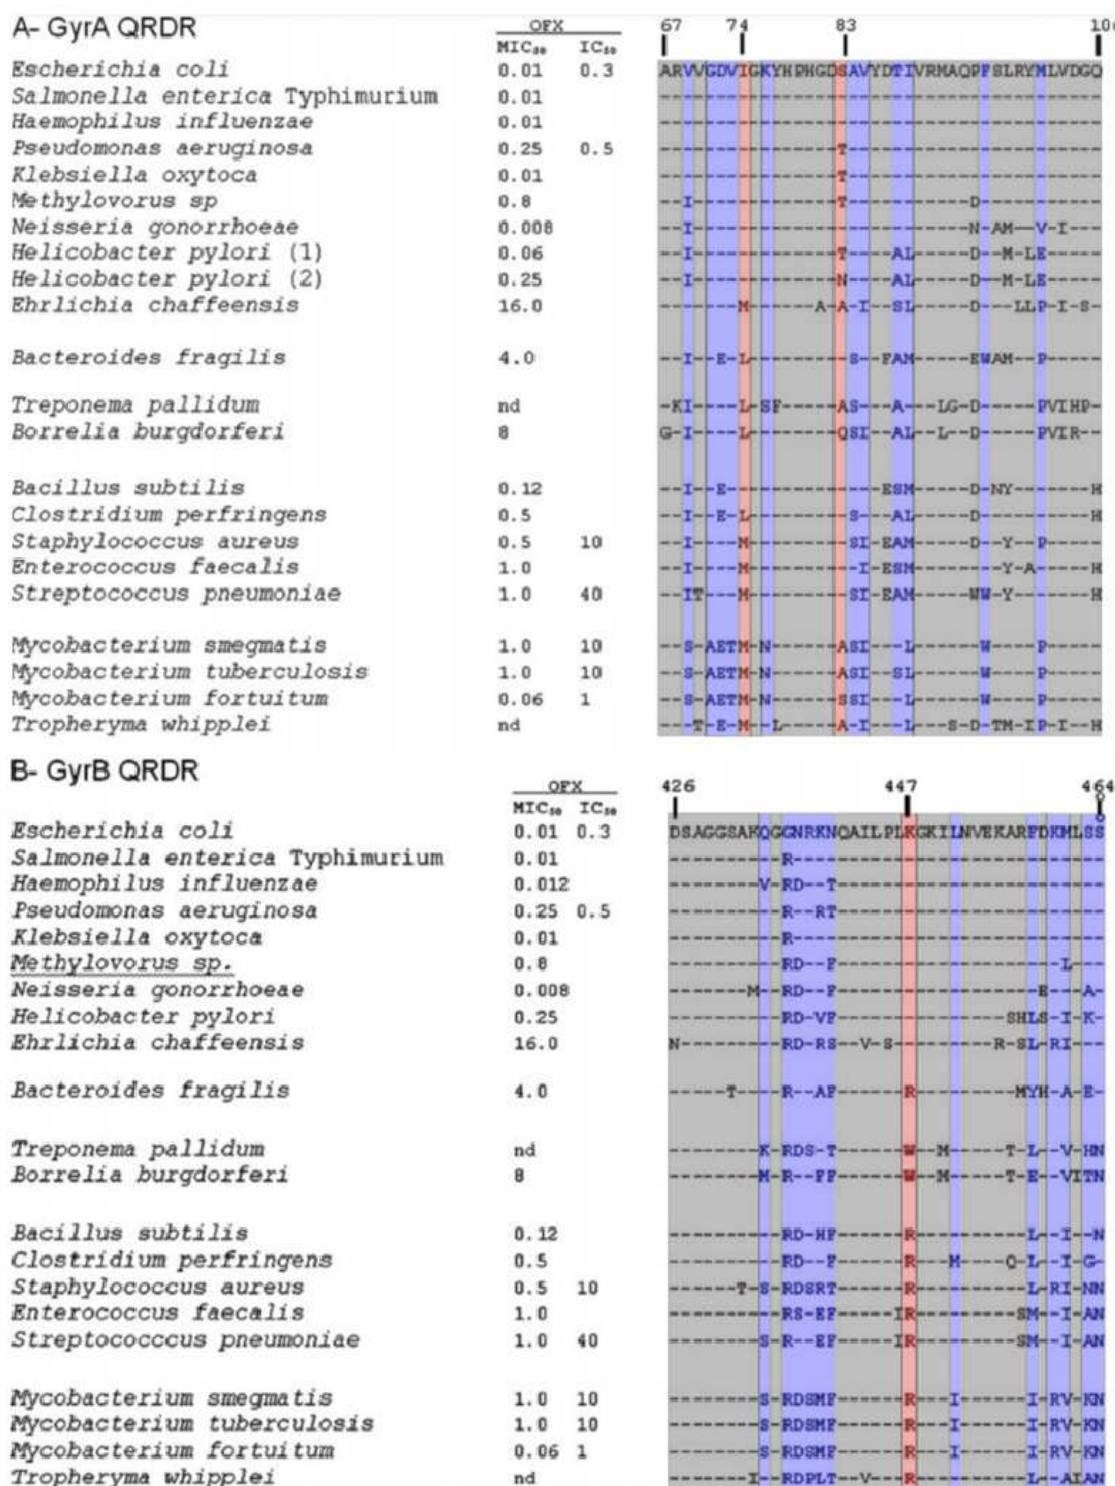 A- GyrA QRDR
OFX 67 74 83 10
MIC₅₀ IC₅₀
Escherichia coli 0.01 0.3 ARVVGDVIGKYHPHGDSAVYDTIVRMAQPFSLRYMLVDGQ
Salmonella enterica Typhimurium 0.01 ----------------------------------------
Haemophilus influenzae 0.01 ----------------------------------------
Pseudomonas aeruginosa 0.25 0.5 ----------------T-----------------------
Klebsiella oxytoca 0.01 ----------------T-----------------------
Methylovorus sp 0.8 --I-------------T-----------D-----------
Neisseria gonorrhoeae 0.008 --I-------------------------N-AM--V-I---
Helicobacter pylori (1) 0.06 --I-------------T----AL-----D--M-LE-----
Helicobacter pylori (2) 0.25 --I-------------N----AL-----D--M-LE-----
Ehrlichia chaffeensis 16.0 -------M------A-A-I--SL-----D---LLP-I-S-
Bacteroides fragilis 4.0 --I--E-L---------S--FAM-----EWAM--P-----
Treponema pallidum nd -KI----L-SF-----AS---A---LG-D-----PVIHP-
Borrelia burgdorferi 8 G-I----L--------QSI--AL--L--D-----PVIR--
Bacillus subtilis 0.12 --I--E--------------ESM-----D-NY-------H
Clostridium perfringens 0.5 --I--E-L---------S---AL-----D----------H
Staphylococcus aureus 0.5 10 --I----M---------SI-EAM-----D--Y--P-----
Enterococcus faecalis 1.0 --I----M----------I-ESM--------Y-A-----H
Streptococcus pneumoniae 1.0 40 --IT---M---------SI-EAM-----WW-Y-------H
Mycobacterium smegmatis 1.0 10 --S-AETM-N------ASI---L------W----P-----
Mycobacterium tuberculosis 1.0 10 --S-AETM-N------ASI--SL------W----P-----
Mycobacterium fortuitum 0.06 1 --S-AETM-N------SSI---L------W----P-----
Tropheryma whipplei nd ---T-E-M--L-----A-I---L---S-D-TM-IP-I--H
B- GyrB QRDR
OFX 426 447 464
MIC₅₀ IC₅₀
Escherichia coli 0.01 0.3 DSAGGSAKQGGNRKNQAILPLKGKILNVEKARFDKMLSS
Salmonella enterica Typhimurium 0.01 ----------R----------------------------
Haemophilus influenzae 0.012 --------V-RD--T------------------------
Pseudomonas aeruginosa 0.25 0.5 ----------R--RT------------------------
Klebsiella oxytoca 0.01 ----------R----------------------------
Methylovorus sp. 0.8 ----------RD--F--------------------L---
Neisseria gonorrhoeae 0.008 -------M--RD--F------------------E---A-
Helicobacter pylori 0.25 ----------RD-VF---------------SHLS-I-K-
Ehrlichia chaffeensis 16.0 N---------RD-RS--V-S---------R-SL-RI---
Bacteroides fragilis 4.0 -----T----R--AF------R---------MYH-A-E-
Treponema pallidum nd --------K-RDS-T------W--M-----T-L--V-HN
Borrelia burgdorferi 8 --------M-R--FF------W--M-----T-E--VITN
Bacillus subtilis 0.12 ----------RD-HF------R----------L--I--N
Clostridium perfringens 0.5 ----------RD--F------R---M----Q-L--I-G-
Staphylococcus aureus 0.5 10 ------T-S-RDSRT------R----------L-RI-NN
Enterococcus faecalis 1.0 ----------RS-EF-----IR---------SM--I-AN
Streptococccus pneumoniae 1.0 40 --------S-R--EF-----IR---------SM--I-AN
Mycobacterium smegmatis 1.0 10 --------S-RDSMF------R---I------I-RV-KN
Mycobacterium tuberculosis 1.0 10 --------S-RDSMF------R---I------I-RV-KN
Mycobacterium fortuitum 0.06 1 --------S-RDSMF------R---I------I-RV-KN
Tropheryma whipplei nd -------I--RDPLT--V---R----------L--AIAN